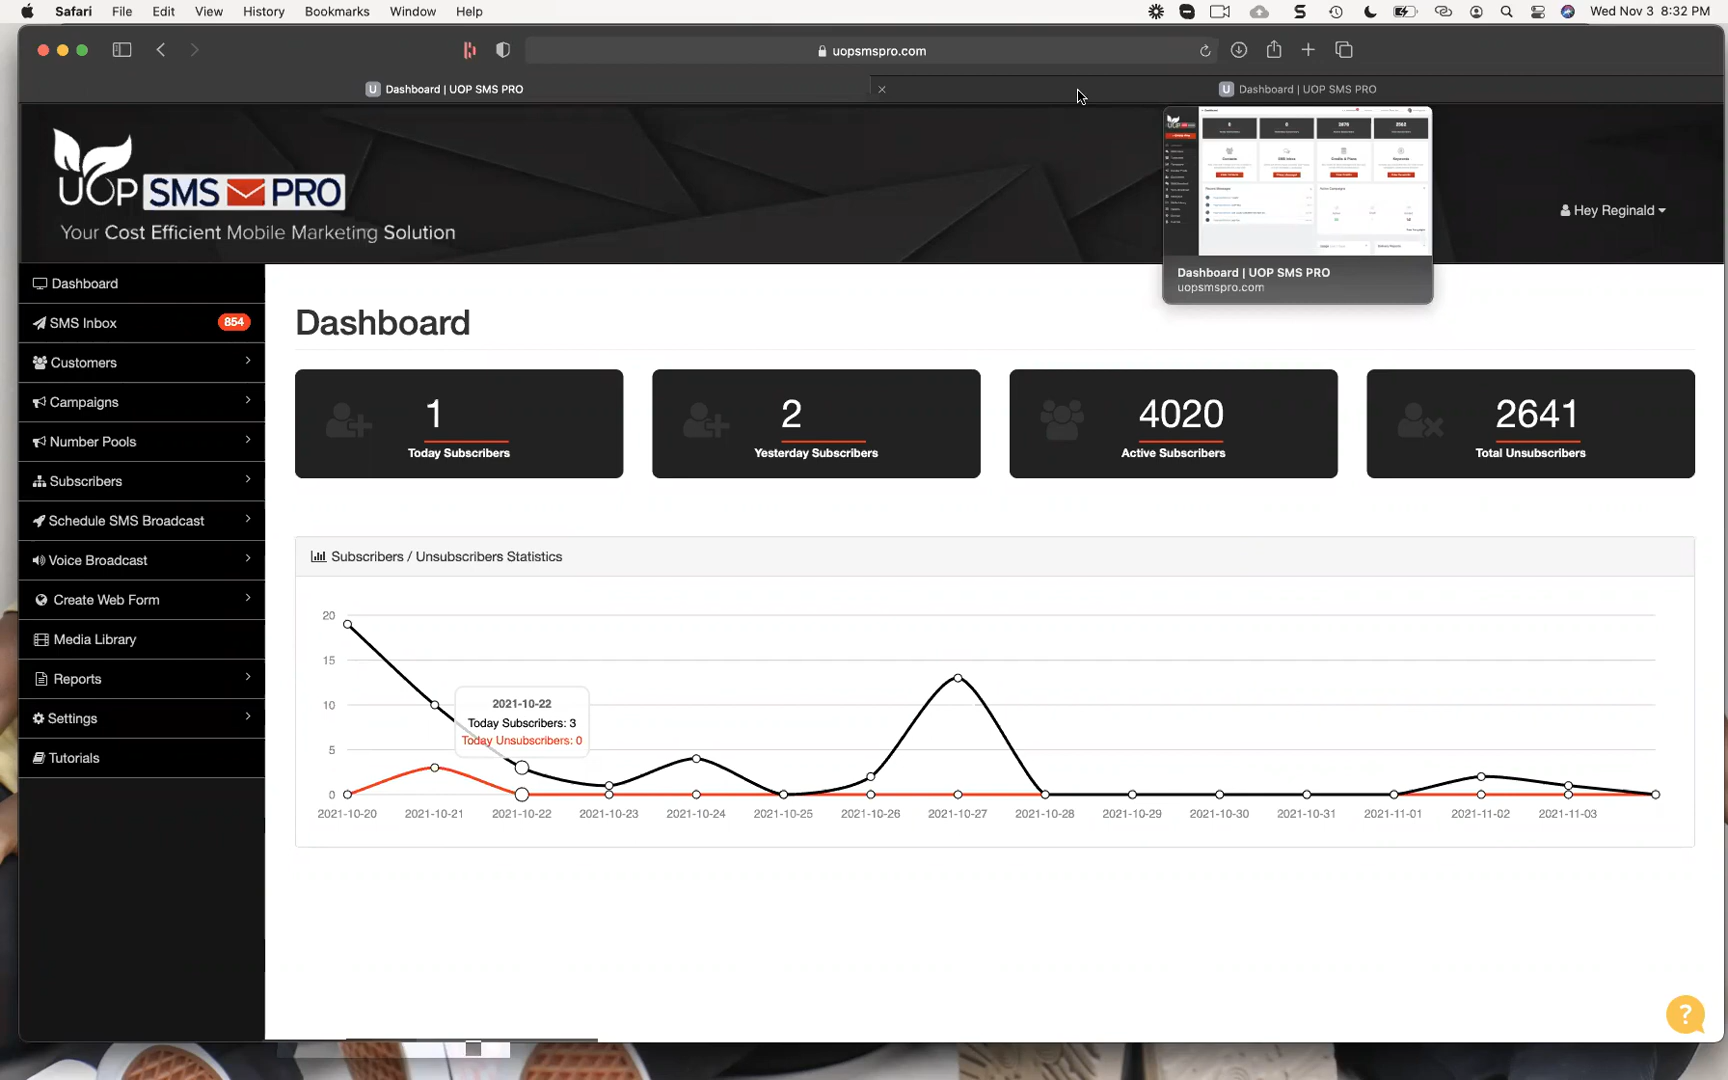 Safari File Edit View History Bookmarks Window Help
Wed Nov 3 8:32 PM
uopsmspro.com
U Dashboard | UOP SMS PRO
U Dashboard | UOP SMS PRO
UOP SMS PRO
Your Cost Efficient Mobile Marketing Solution
Hey Reginald
Dashboard | UOP SMS PRO
uopsmspro.com
Dashboard
SMS Inbox 854
Customers
Campaigns
Number Pools
Subscribers
Schedule SMS Broadcast
Voice Broadcast
Create Web Form
Media Library
Reports
Settings
Tutorials
Dashboard
1
Today Subscribers
2
Yesterday Subscribers
4020
Active Subscribers
2641
Total Unsubscribers
Subscribers / Unsubscribers Statistics
20
15
10
5
0
2021-10-22
Today Subscribers: 3
Today Unsubscribers: 0
2021-10-20 2021-10-21 2021-10-22 2021-10-23 2021-10-24 2021-10-25 2021-10-26 2021-10-27 2021-10-28 2021-10-29 2021-10-30 2021-10-31 2021-11-01 2021-11-02 2021-11-03
?